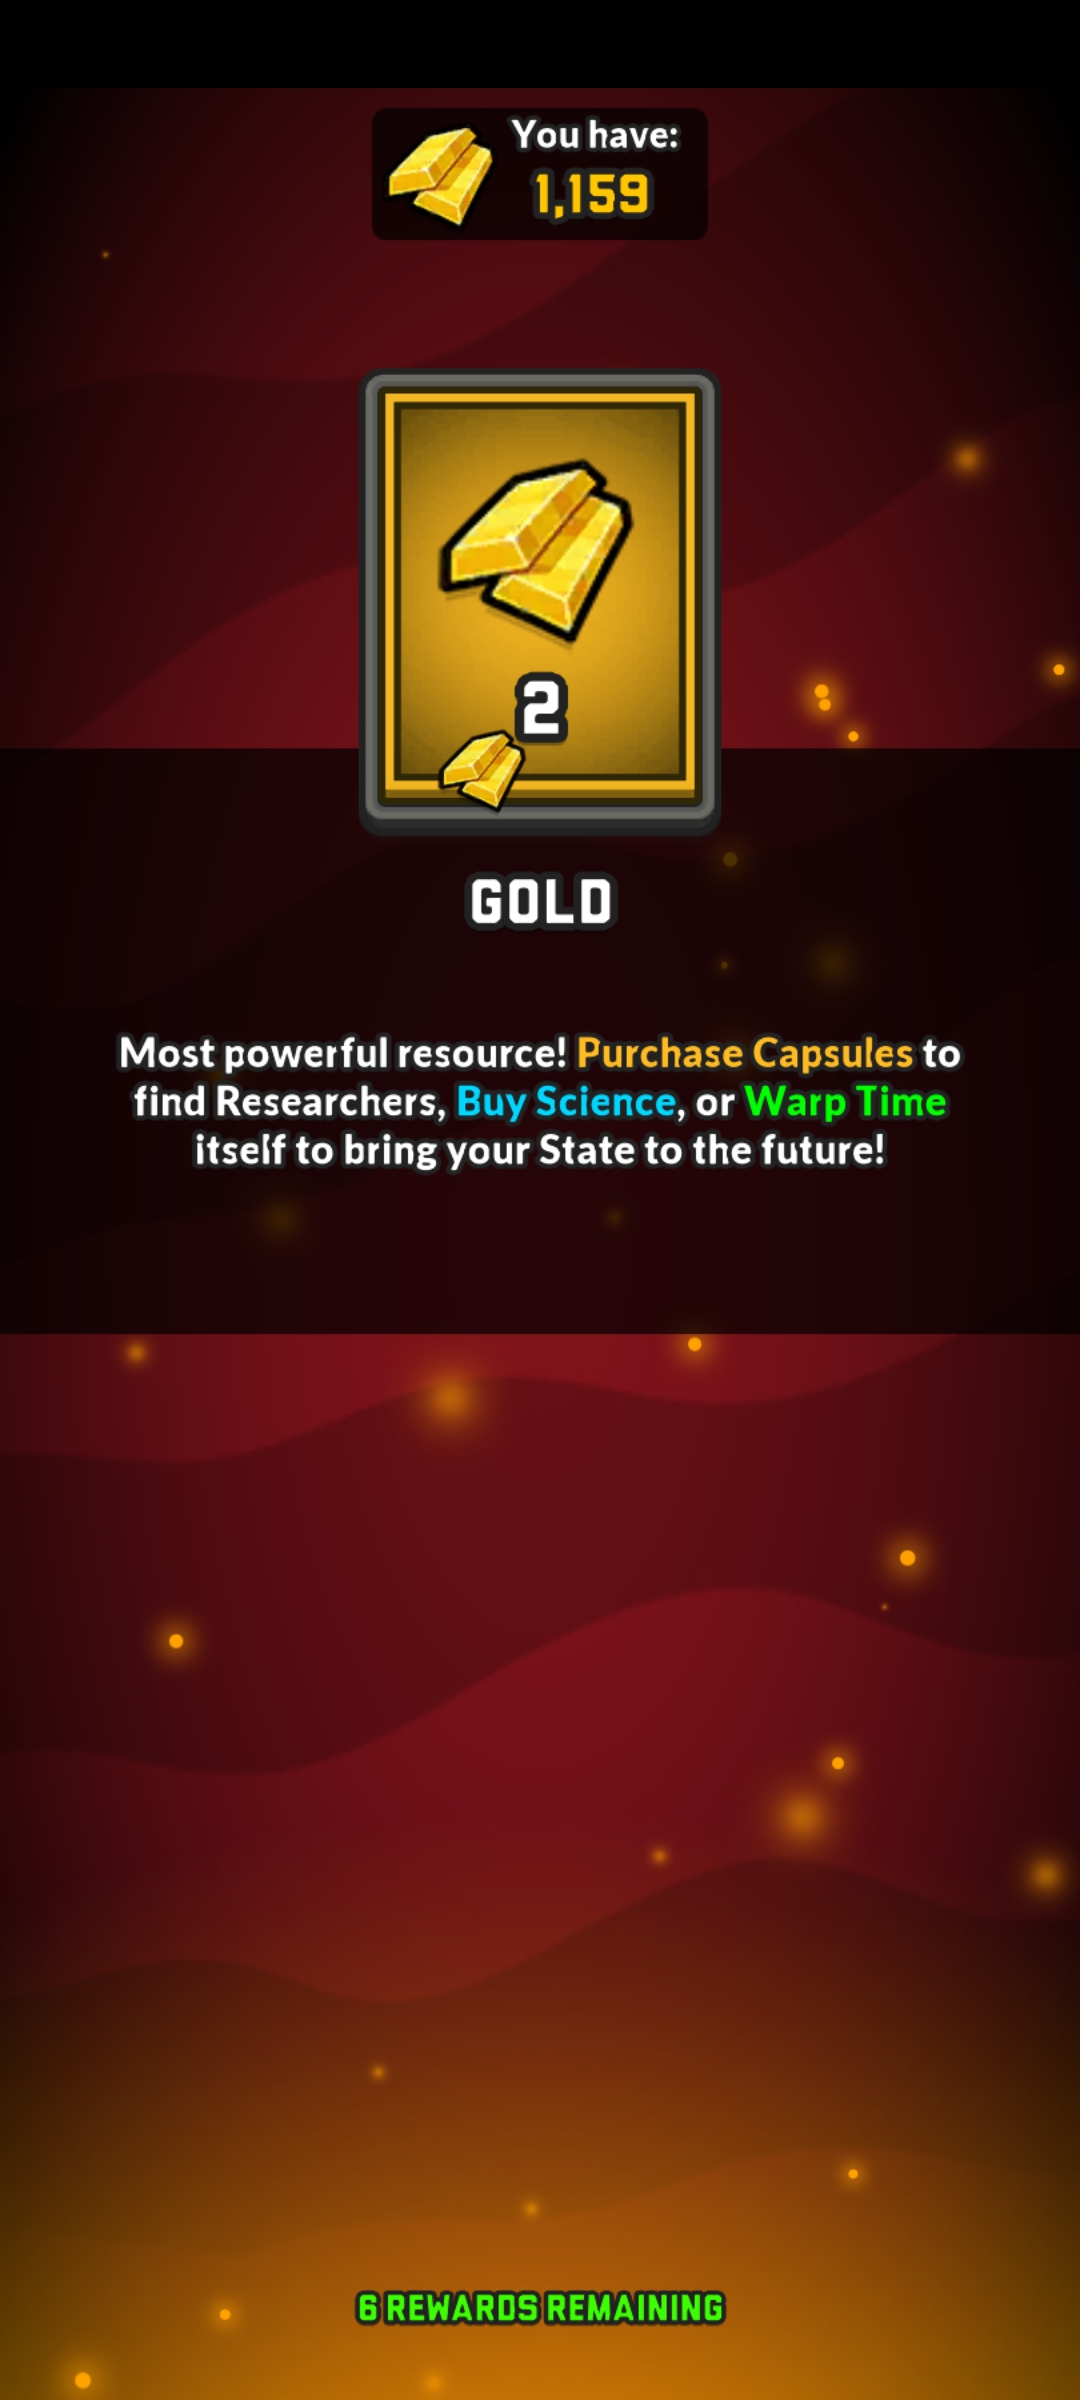 You have:
1,159
2
GOLD
Most powerful resource! Purchase Capsules to
find Researchers, Buy Science, or Warp Time
itself to bring your State to the future!
6 REWARDS REMAINING